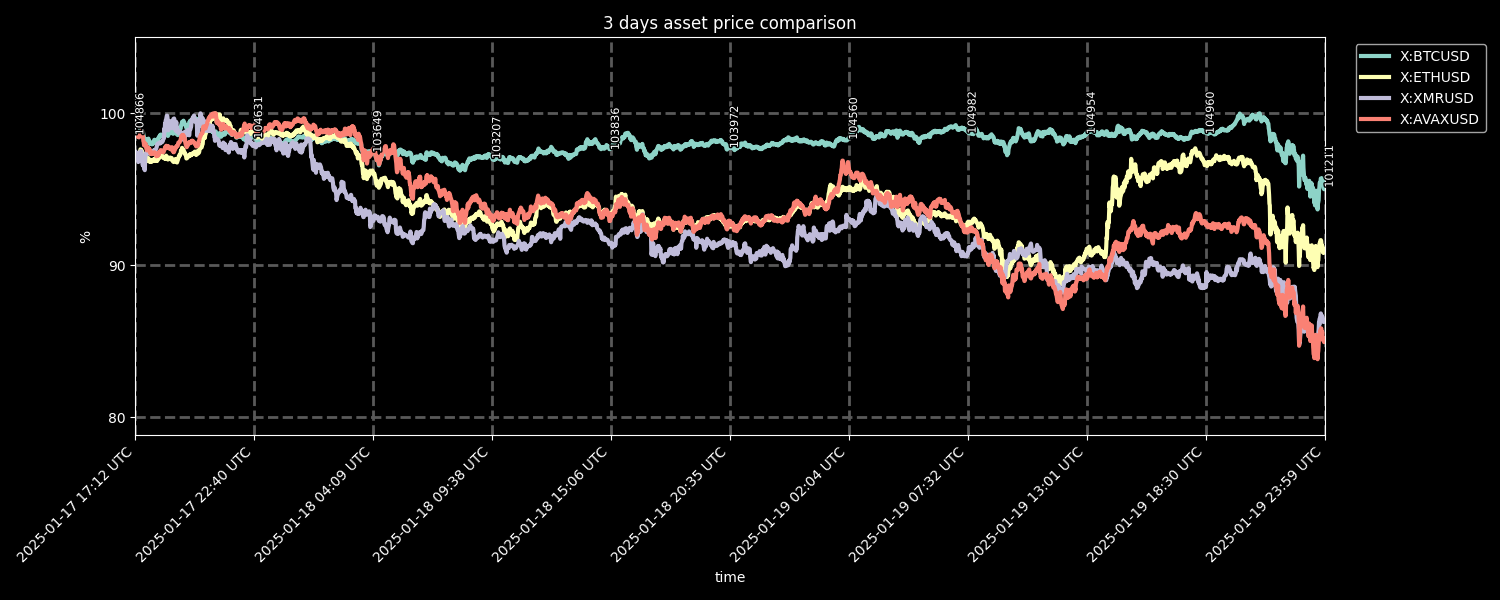 3 days asset price comparison
X:BTCUSD
X:ETHUSD
X:XMRUSD
X:AVAXUSD
100
90
80
%
104866
104631
103649
103207
103836
103972
104560
104982
104954
104960
101211
2025-01-17 17:12 UTC
2025-01-17 22:40 UTC
2025-01-18 04:09 UTC
2025-01-18 09:38 UTC
2025-01-18 15:06 UTC
2025-01-18 20:35 UTC
2025-01-19 02:04 UTC
2025-01-19 07:32 UTC
2025-01-19 13:01 UTC
2025-01-19 18:30 UTC
2025-01-19 23:59 UTC
time